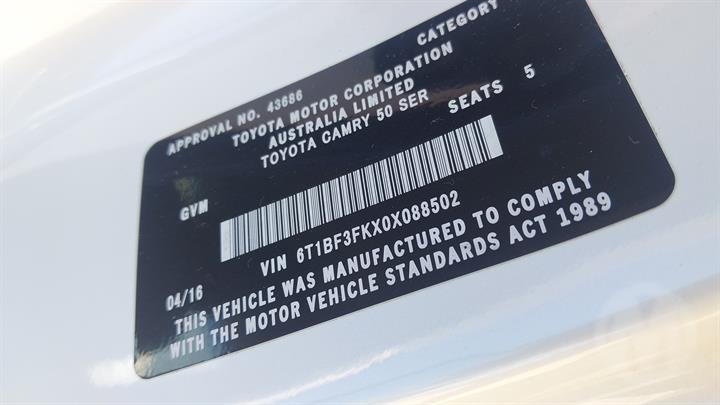 APPROVAL NO. 43686 CATEGORY
TOYOTA MOTOR CORPORATION
AUSTRALIA LIMITED
TOYOTA CAMRY 50 SER SEATS 5
GVM
VIN 6T1BF3FKX0X088502
04/16
THIS VEHICLE WAS MANUFACTURED TO COMPLY
WITH THE MOTOR VEHICLE STANDARDS ACT 1989